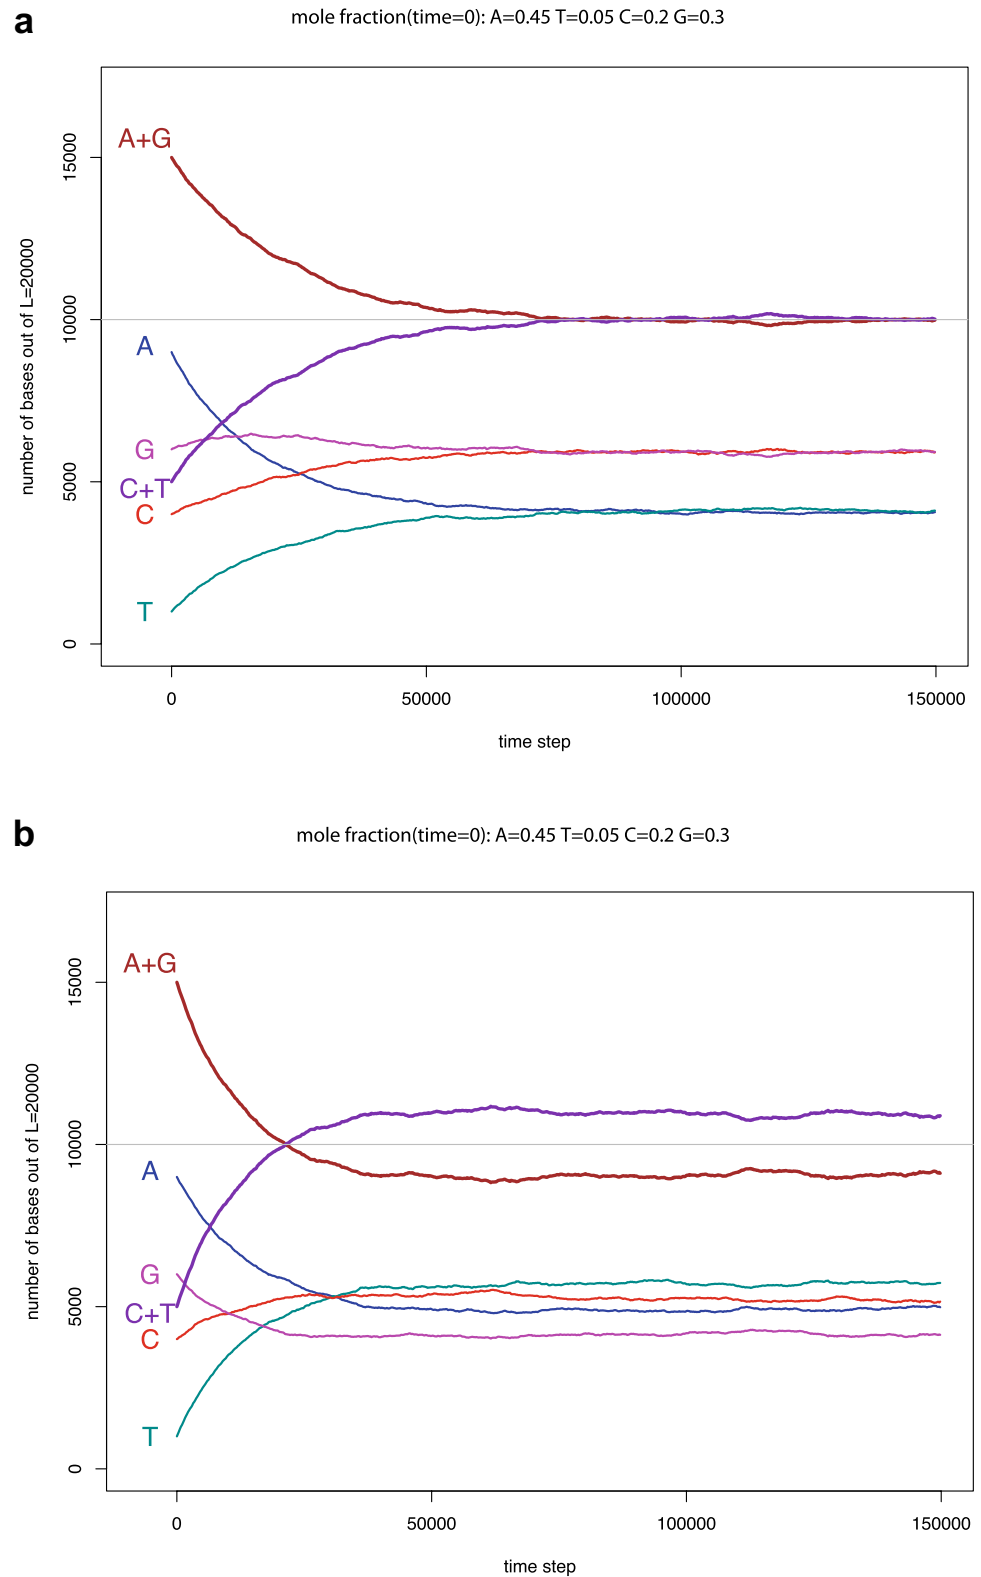 a
mole fraction(time=0): A=0.45 T=0.05 C=0.2 G=0.3
number of bases out of L=20000
15000
10000
5000
0
A+G
A
G
C+T
C
T
0 50000 100000 150000
time step
b
mole fraction(time=0): A=0.45 T=0.05 C=0.2 G=0.3
number of bases out of L=20000
15000
10000
5000
0
A+G
A
G
C+T
C
T
0 50000 100000 150000
time step